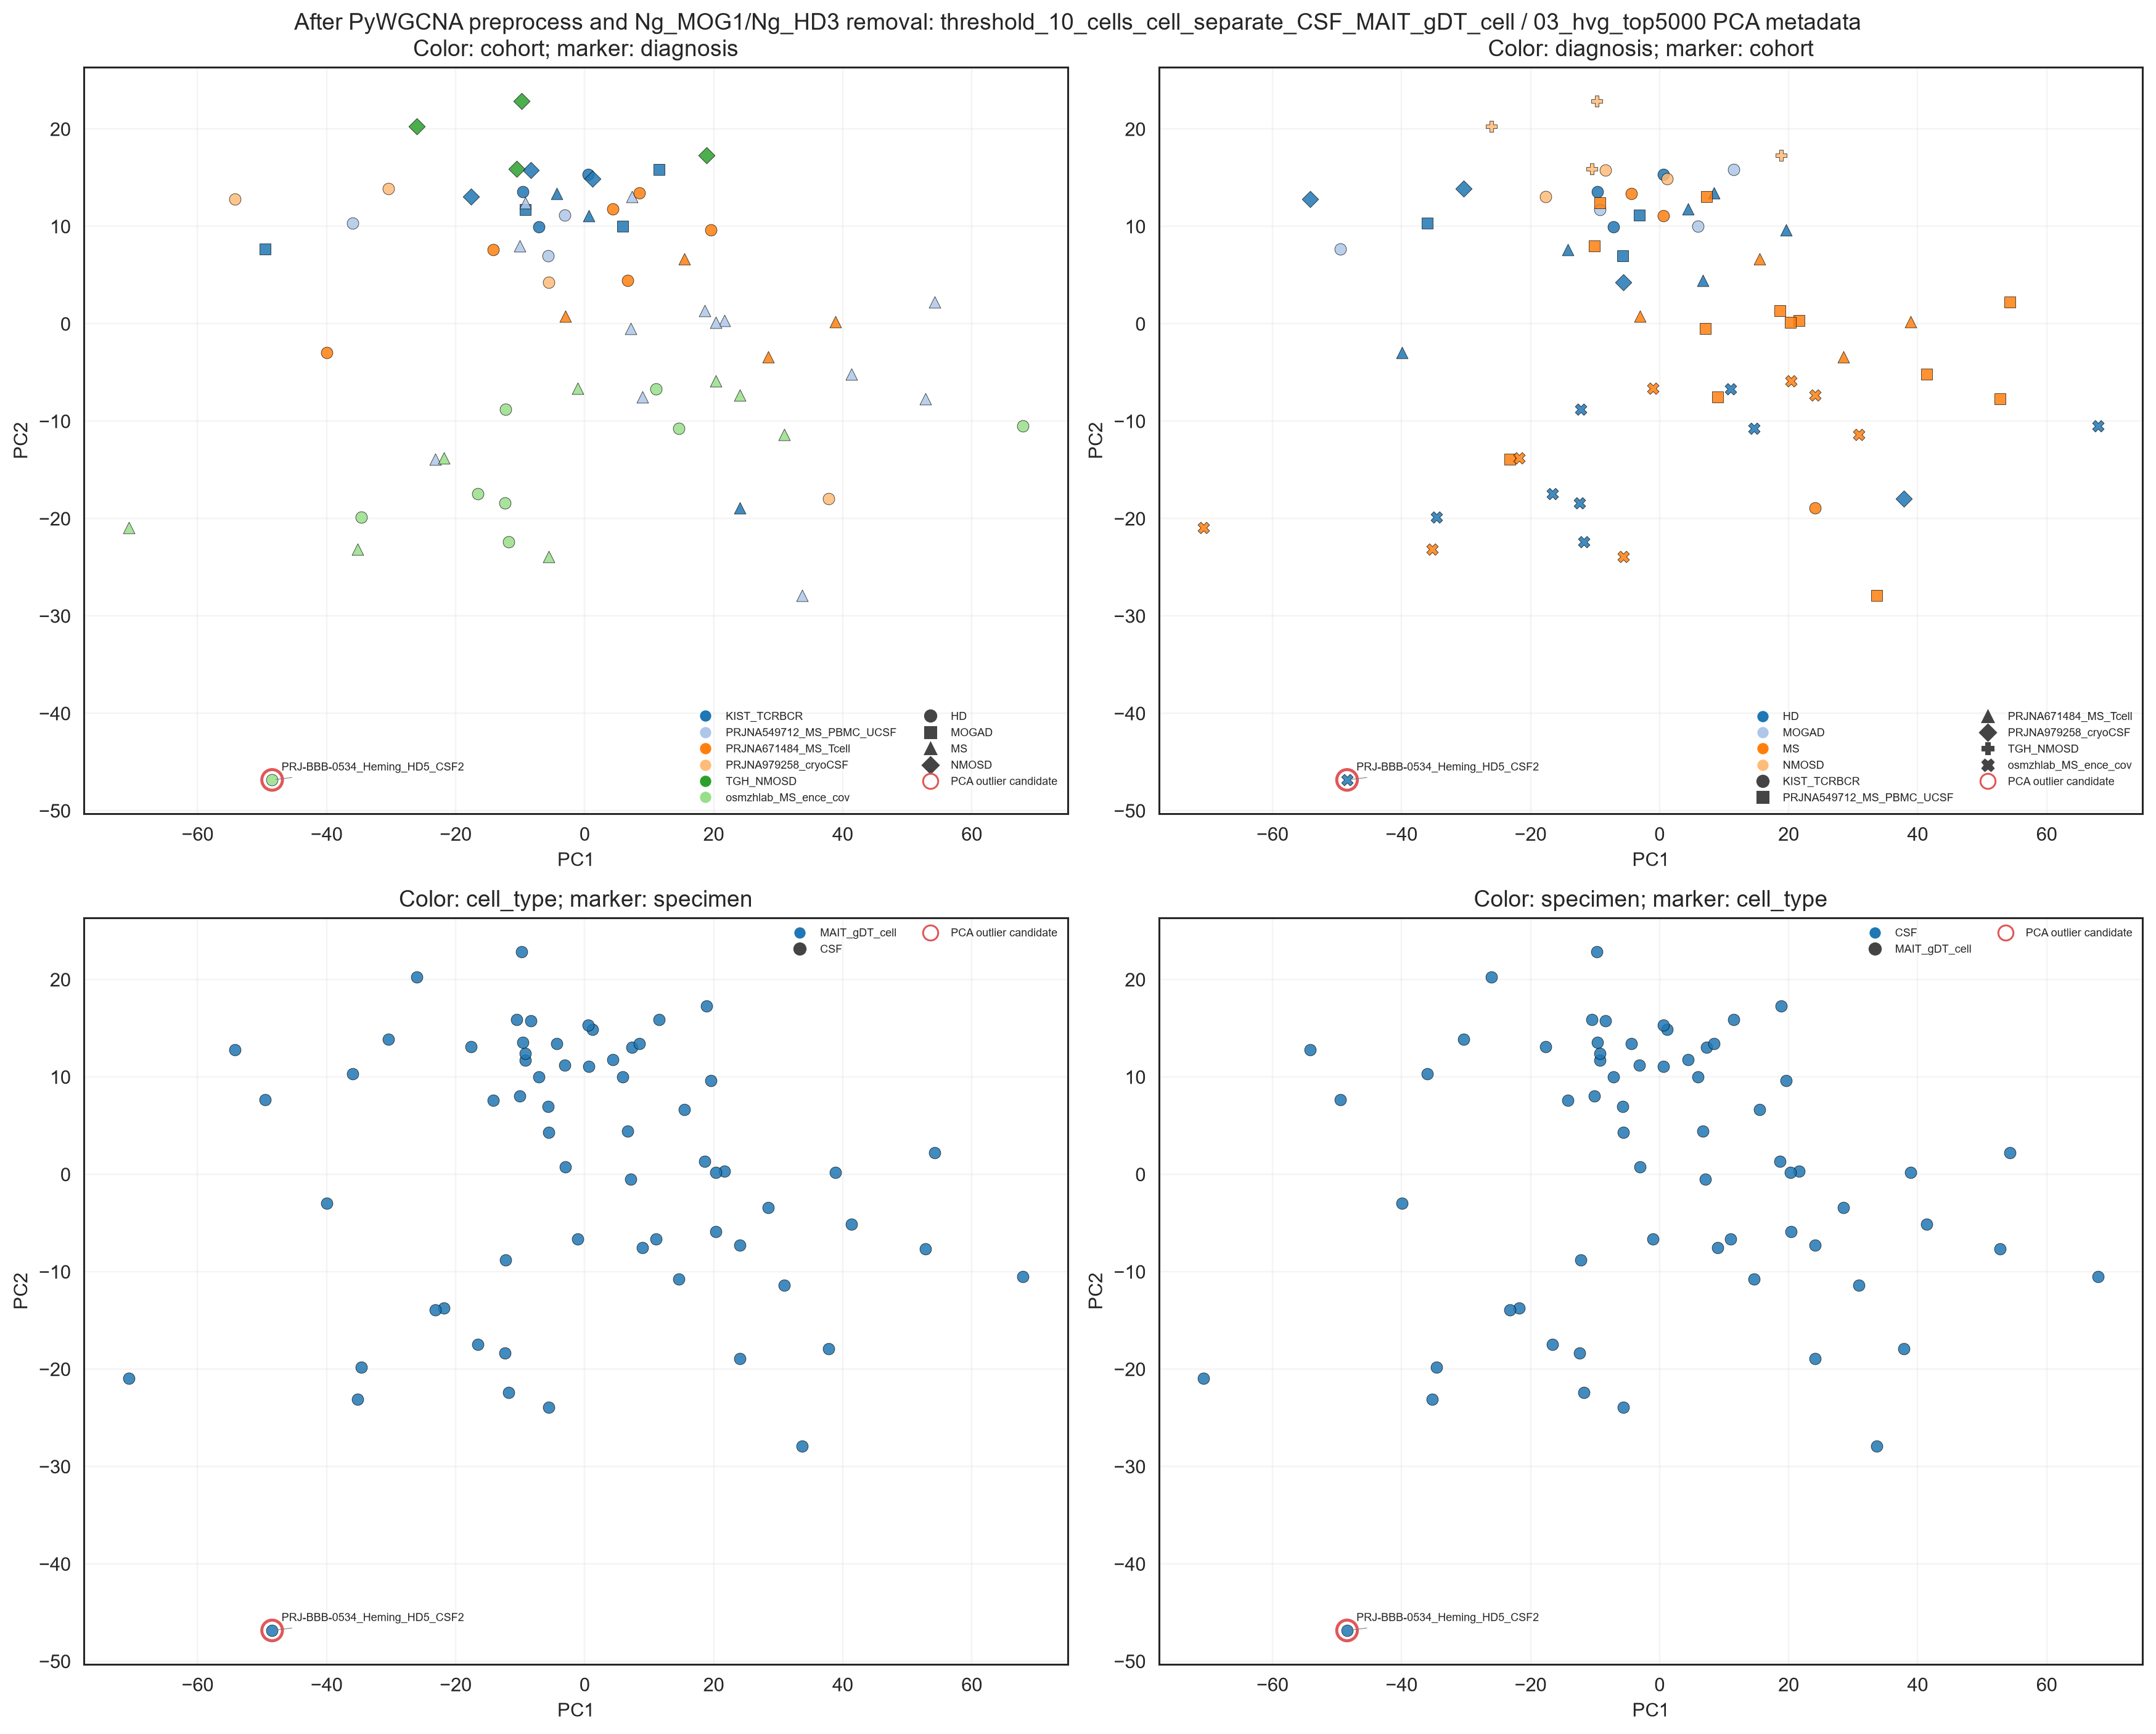 After PyWGCNA preprocess and Ng_MOG1/Ng_HD3 removal: threshold_10_cells_cell_separate_CSF_MAIT_gDT_cell / 03_hvg_top5000 PCA metadata
Color: cohort; marker: diagnosis
20
10
0
−10
−20
−30
−40
−50
PC2
−60
−40
−20
0
20
40
60
PC1
PRJ-BBB-0534_Heming_HD5_CSF2
KIST_TCRBCR
PRJNA549712_MS_PBMC_UCSF
PRJNA671484_MS_Tcell
PRJNA979258_cryoCSF
TGH_NMOSD
osmzhlab_MS_ence_cov
HD
MOGAD
MS
NMOSD
PCA outlier candidate
Color: diagnosis; marker: cohort
20
10
0
−10
−20
−30
−40
−50
PC2
−60
−40
−20
0
20
40
60
PC1
PRJ-BBB-0534_Heming_HD5_CSF2
HD
MOGAD
MS
NMOSD
KIST_TCRBCR
PRJNA549712_MS_PBMC_UCSF
PRJNA671484_MS_Tcell
PRJNA979258_cryoCSF
TGH_NMOSD
osmzhlab_MS_ence_cov
PCA outlier candidate
Color: cell_type; marker: specimen
MAIT_gDT_cell
CSF
PCA outlier candidate
20
10
0
−10
−20
−30
−40
−50
PC2
PRJ-BBB-0534_Heming_HD5_CSF2
−60
−40
−20
0
20
40
60
PC1
Color: specimen; marker: cell_type
CSF
MAIT_gDT_cell
PCA outlier candidate
20
10
0
−10
−20
−30
−40
−50
PC2
PRJ-BBB-0534_Heming_HD5_CSF2
−60
−40
−20
0
20
40
60
PC1